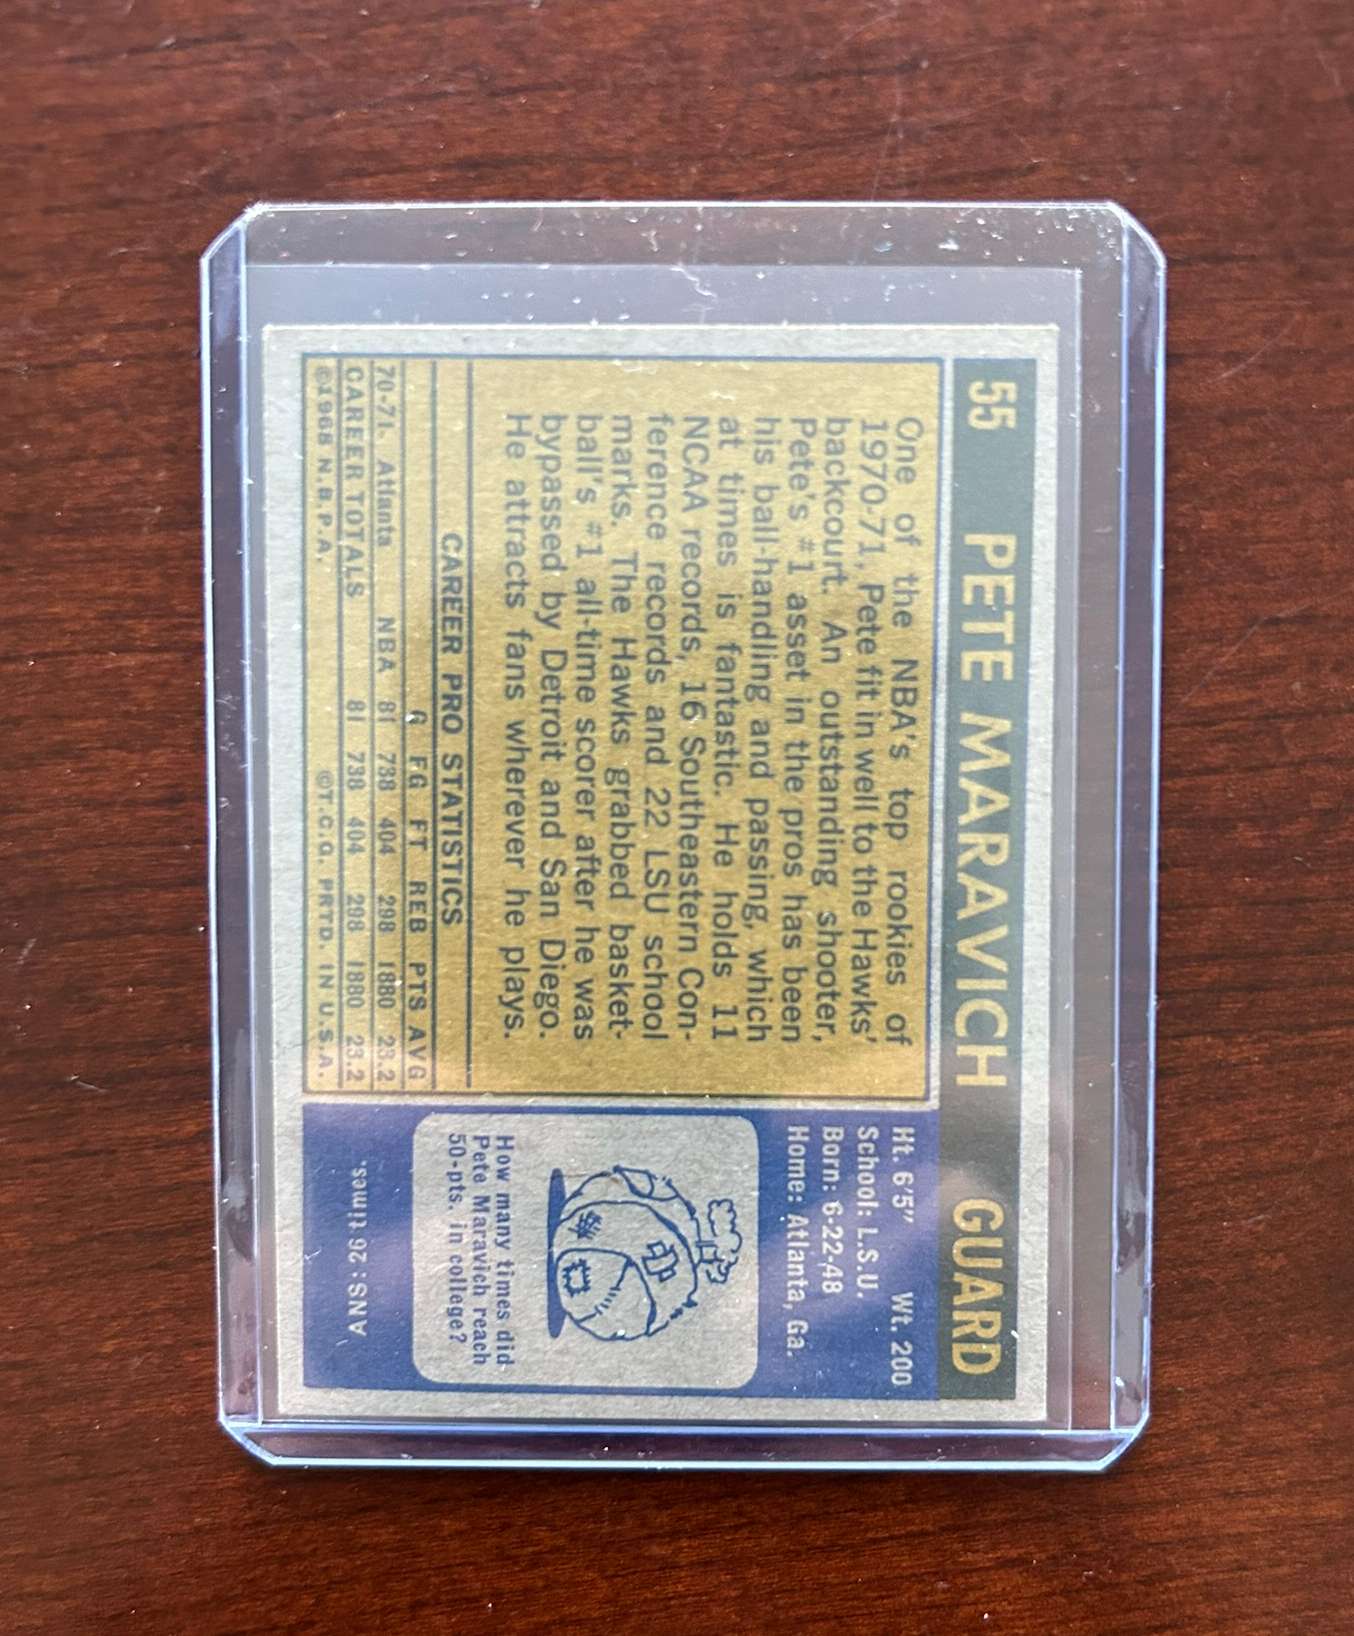 55 PETE MARAVICH GUARD
One of the NBA's top rookies of
1970-71, Pete fit in well to the Hawks'
backcourt. An outstanding shooter,
Pete's #1 asset in the pros has been
his ball-handling and passing, which
at times is fantastic. He holds 11
NCAA records, 16 Southeastern Con-
ference records and 22 LSU school
marks. The Hawks grabbed basket-
ball's #1 all-time scorer after he was
bypassed by Detroit and San Diego.
He attracts fans wherever he plays.
CAREER PRO STATISTICS
G FG FT REB PTS AVG
70-71. Atlanta NBA 81 738 404 298 1880 23.2
CAREER TOTALS 81 738 404 298 1880 23.2
©1968 N.B.P.A. ©T.C.G. PRTD. IN U.S.A.
Ht. 6'5" Wt. 200
School: L.S.U.
Born: 6-22-48
Home: Atlanta, Ga.
How many times did
Pete Maravich reach
50-pts. in college?
ANS: 26 times.